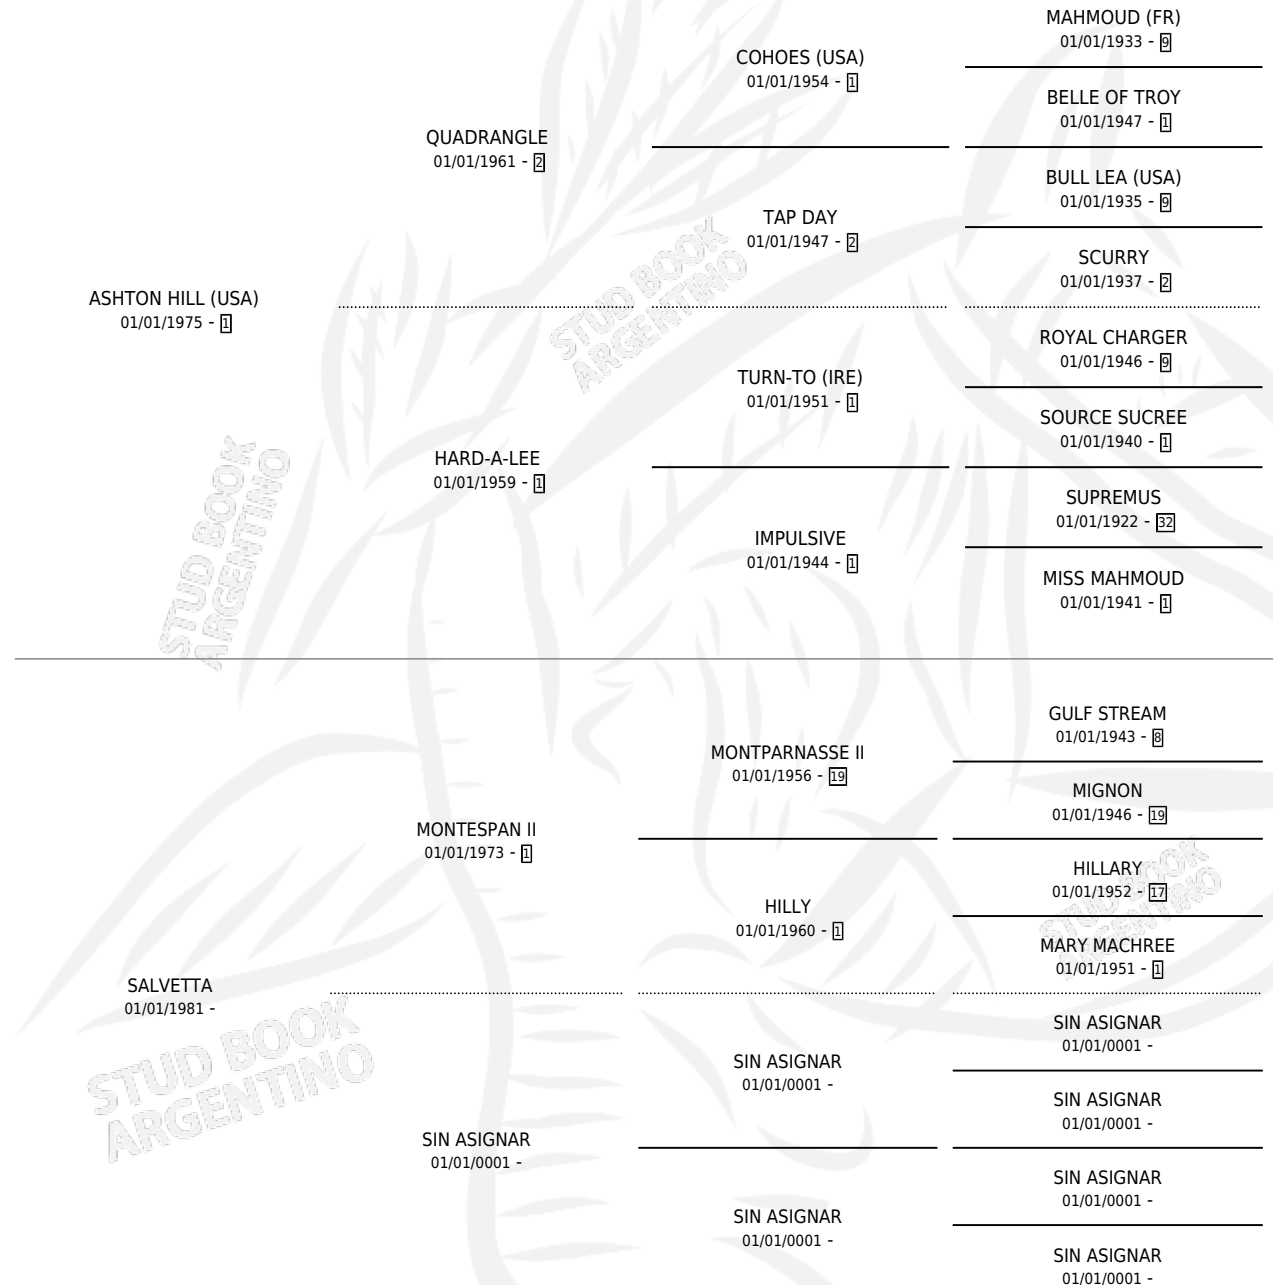 MAHMOUD (FR)
01/01/1933 - 9
COHOES (USA)
01/01/1954 - 1
BELLE OF TROY
01/01/1947 - 1
QUADRANGLE
01/01/1961 - 2
BULL LEA (USA)
01/01/1935 - 9
TAP DAY
01/01/1947 - 2
SCURRY
01/01/1937 - 2
ASHTON HILL (USA)
01/01/1975 - 1
ROYAL CHARGER
01/01/1946 - 9
TURN-TO (IRE)
01/01/1951 - 1
SOURCE SUCREE
01/01/1940 - 1
HARD-A-LEE
01/01/1959 - 1
SUPREMUS
01/01/1922 - 32
IMPULSIVE
01/01/1944 - 1
MISS MAHMOUD
01/01/1941 - 1
GULF STREAM
01/01/1943 - 8
MONTPARNASSE II
01/01/1956 - 19
MIGNON
01/01/1946 - 19
MONTESPAN II
01/01/1973 - 1
HILLARY
01/01/1952 - 17
HILLY
01/01/1960 - 1
MARY MACHREE
01/01/1951 - 1
SALVETTA
01/01/1981 -
SIN ASIGNAR
01/01/0001 -
SIN ASIGNAR
01/01/0001 -
SIN ASIGNAR
01/01/0001 -
SIN ASIGNAR
01/01/0001 -
SIN ASIGNAR
01/01/0001 -
SIN ASIGNAR
01/01/0001 -
SIN ASIGNAR
01/01/0001 -
STUD BOOK
ARGENTINO
STUD BOOK
ARGENTINO
STUD BOOK
ARGENTINO
STUD BOOK
ARGENTINO